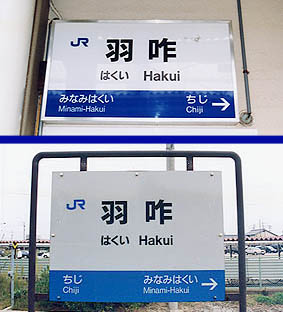 JR
羽咋
はくい Hakui
みなみはくい ちじ
Minami-Hakui Chiji →
JR
羽咋
はくい Hakui
ちじ みなみはくい
Chiji Minami-Hakui →